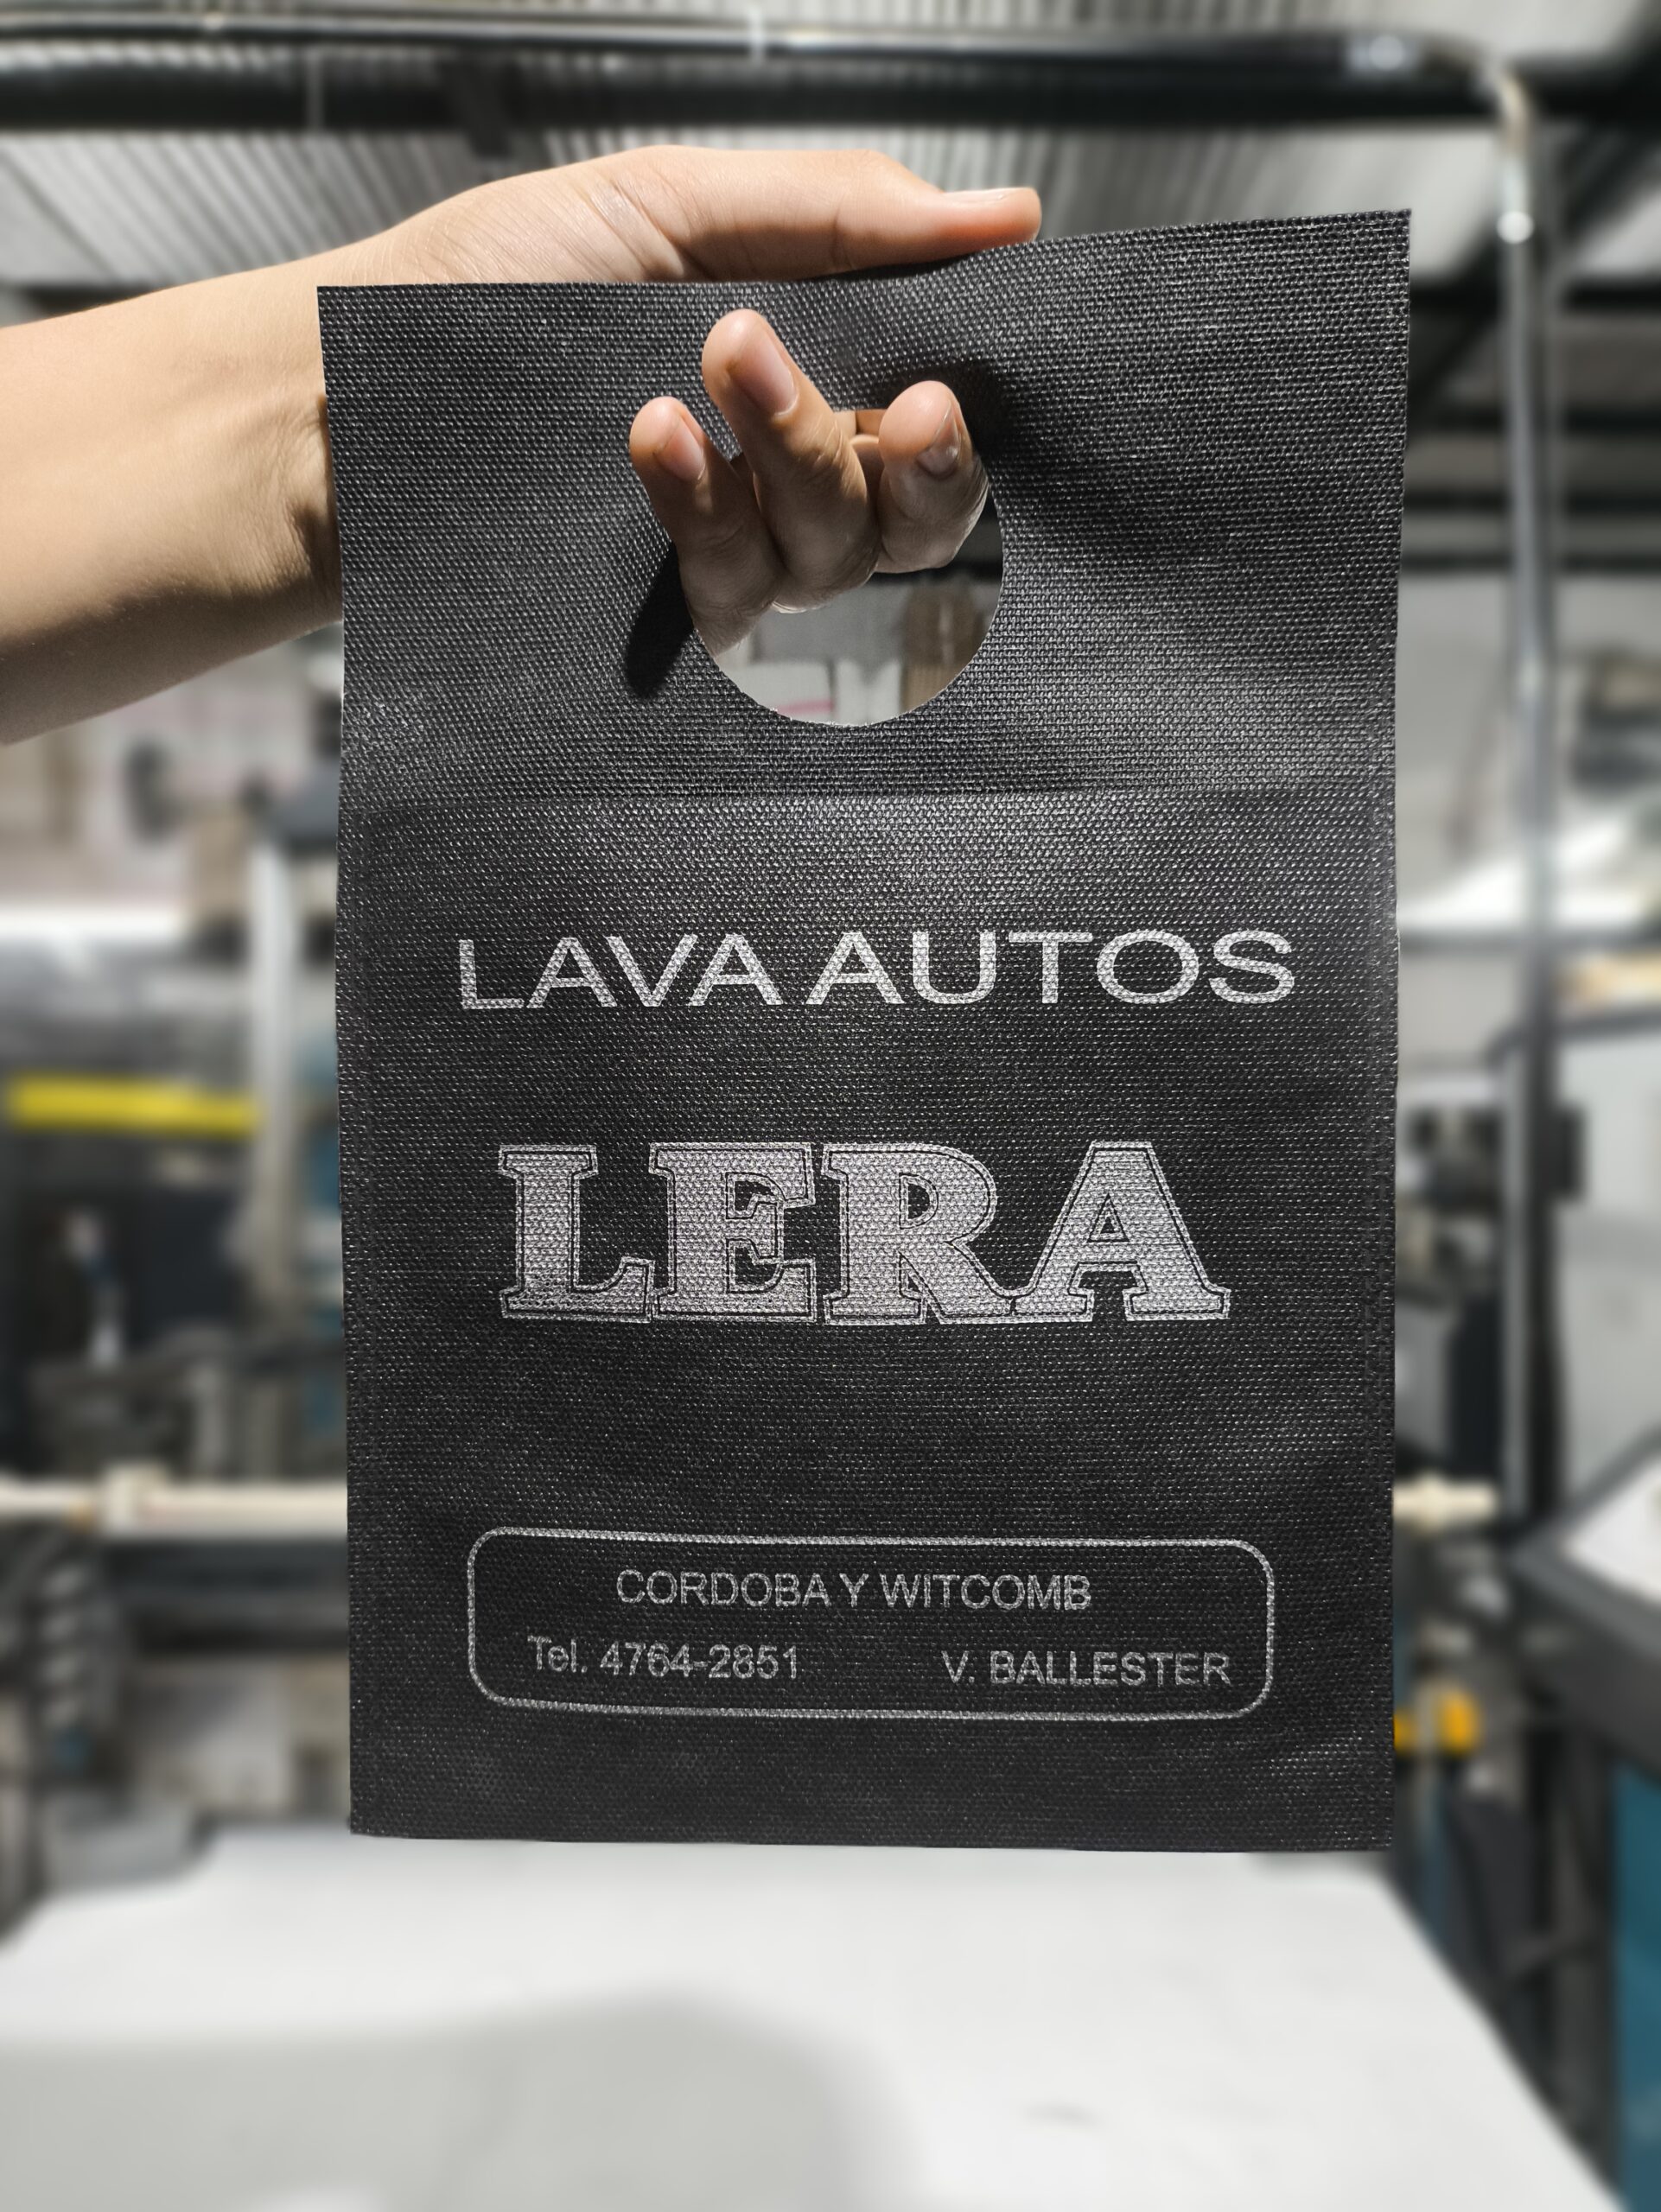 LAVA AUTOS
LERA
CORDOBA Y WITCOMB
Tel. 4764-2851 V. BALLESTER